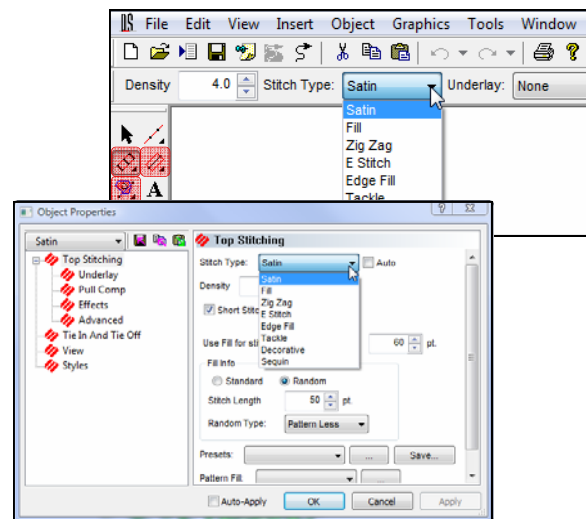 File Edit View Insert Object Graphics Tools Window
Density 4.0 Stitch Type: Satin Underlay: None
Satin
Fill
Zig Zag
E Stitch
Edge Fill
Tackle
A
Object Properties
Satin
Top Stitching
Underlay
Pull Comp
Effects
Advanced
Tie In And Tie Off
View
Styles
Top Stitching
Stitch Type: Satin Auto
Satin
Fill
Zig Zag
E Stitch
Edge Fill
Tackle
Decorative
Sequin
Density
Short Stitc
Use Fill for sti 60 pt.
Fill Info
Standard Random
Stitch Length 50 pt.
Random Type: Pattern Less
Presets: ... Save...
Pattern Fill: ...
Auto-Apply OK Cancel Apply